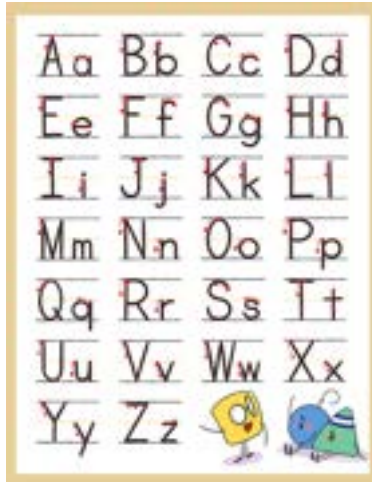 Aa Bb Cc Dd
Ee Ff Gg Hh
Ii Jj Kk Ll
Mm Nn Oo Pp
Qq Rr Ss Tt
Uu Vv Ww Xx
Yy Zz